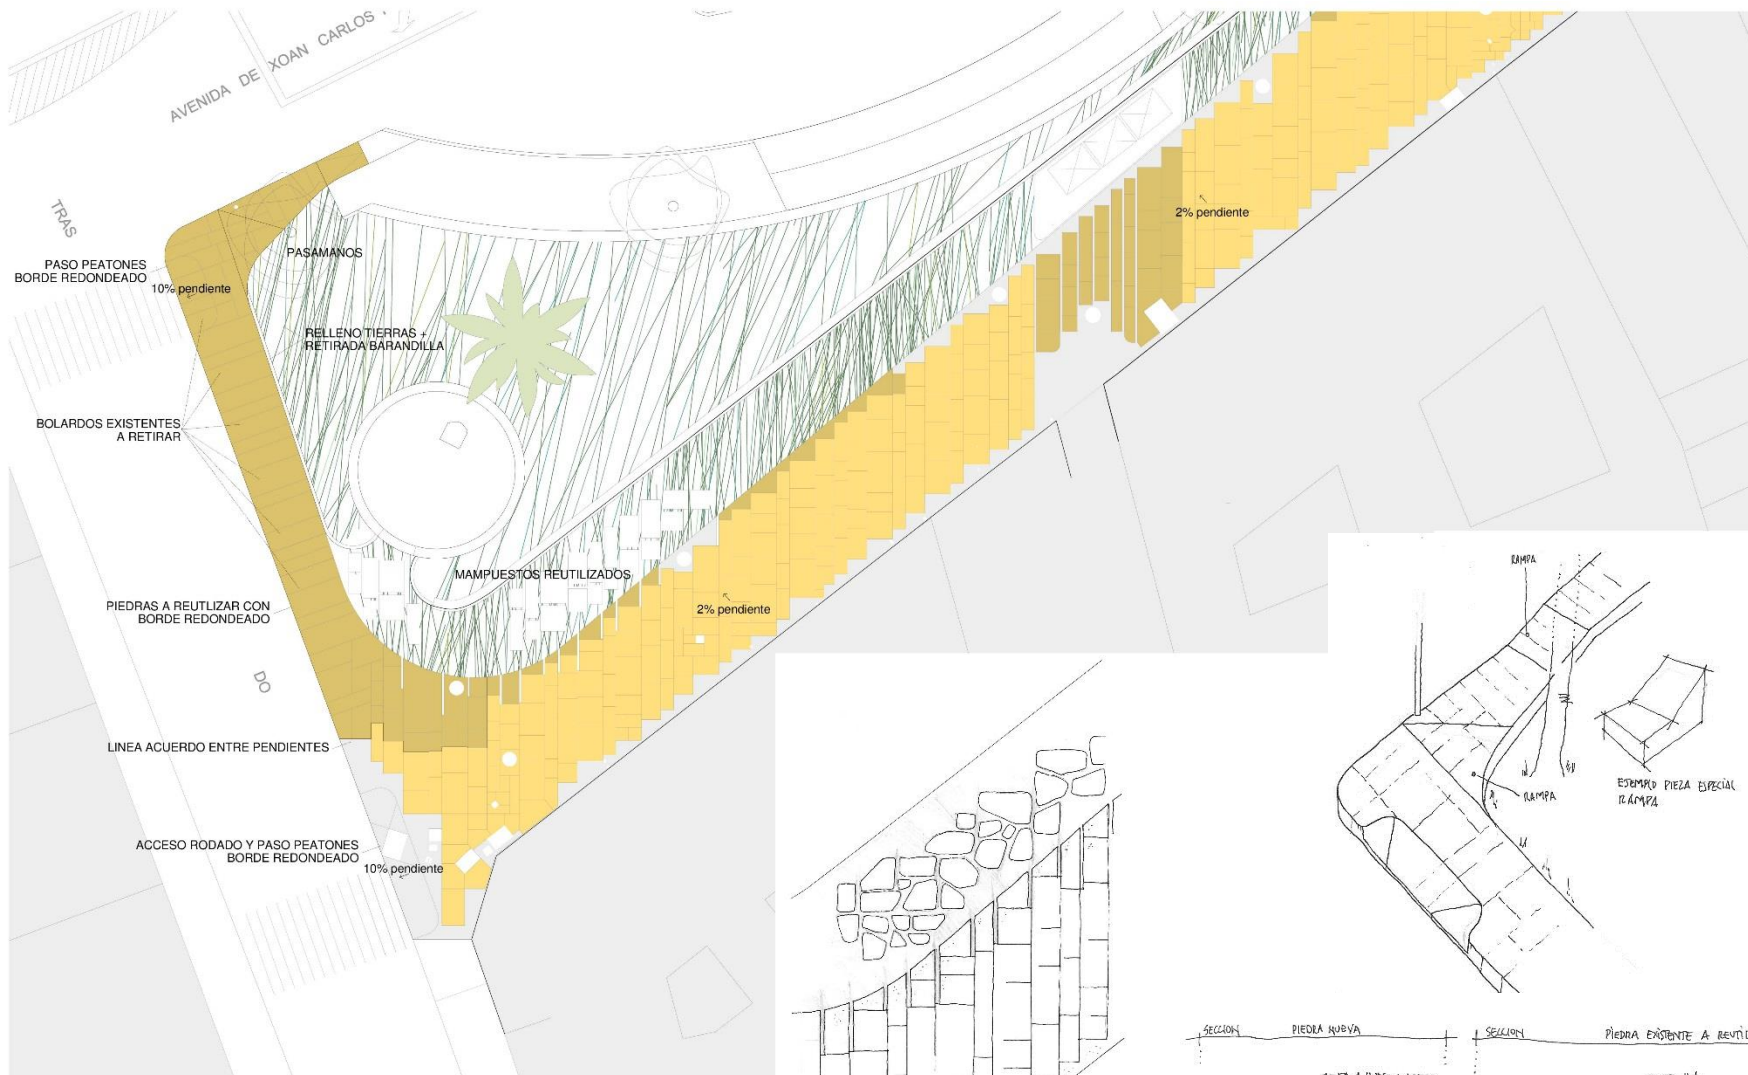 AVENIDA DE XOAN CARLOS
TRAS
PASO PEATONES
BORDE REDONDEADO
10% pendiente
PASAMANOS
RELLENO TIERRAS +
RETIRADA BARANDILLA
2% pendiente
BOLARDOS EXISTENTES
A RETIRAR
MAMPUESTOS REUTILIZADOS
PIEDRAS A REUTLIZAR CON
BORDE REDONDEADO
2% pendiente
DO
LINEA ACUERDO ENTRE PENDIENTES
ACCESO RODADO Y PASO PEATONES
BORDE REDONDEADO
10% pendiente
RAMPA
RAMPA
EJEMPLO PIEZA ESPECIAL
RAMPA
SECCION PIEDRA NUEVA
SECCION PIEDRA EXISTENTE A